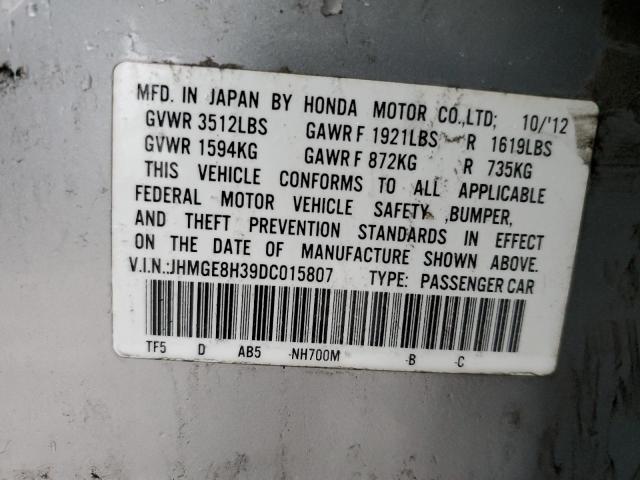 MFD. IN JAPAN BY HONDA MOTOR CO.,LTD; 10/'12
GVWR 3512LBS GAWR F 1921LBS R 1619LBS
GVWR 1594KG GAWR F 872KG R 735KG
THIS VEHICLE CONFORMS TO ALL APPLICABLE
FEDERAL MOTOR VEHICLE SAFETY ,BUMPER,
AND THEFT PREVENTION STANDARDS IN EFFECT
ON THE DATE OF MANUFACTURE SHOWN ABOVE.
V.I.N.:JHMGE8H39DC015807 TYPE: PASSENGER CAR
TF5 D AB5 -NH700M -B -C